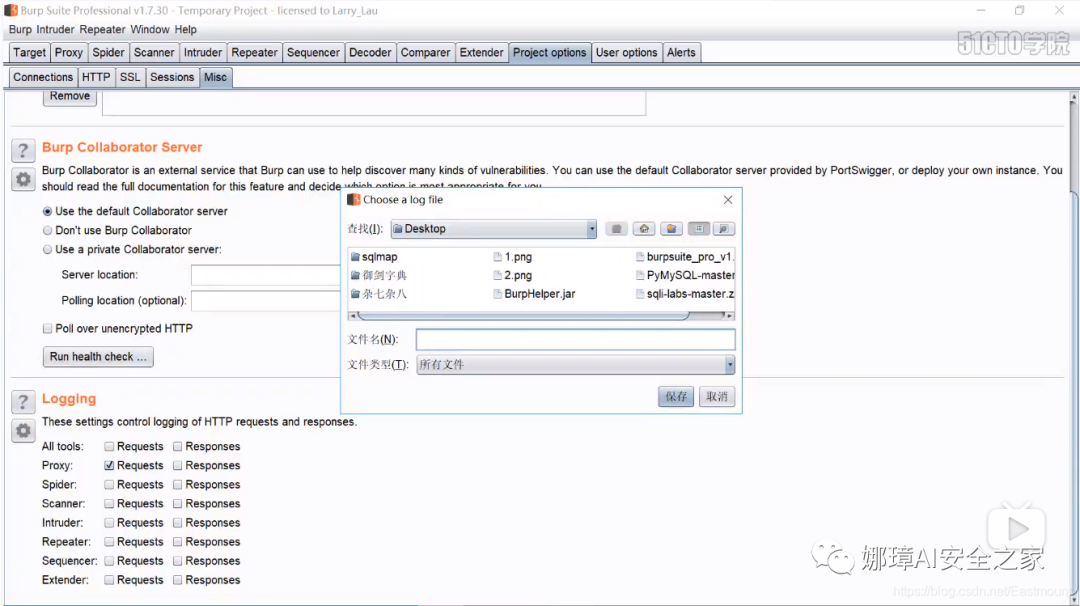 Burp Suite Professional v1.7.30 - Temporary Project - licensed to Larry_Lau
Burp Intruder Repeater Window Help
Target Proxy Spider Scanner Intruder Repeater Sequencer Decoder Comparer Extender Project options User options Alerts
51CTO学院
Connections HTTP SSL Sessions Misc
Remove
? Burp Collaborator Server
Burp Collaborator is an external service that Burp can use to help discover many kinds of vulnerabilities. You can use the default Collaborator server provided by PortSwigger, or deploy your own instance. You
should read the full documentation for this feature and decide which option is most appropriate for you.
Use the default Collaborator server
Don't use Burp Collaborator
Use a private Collaborator server:
Server location:
Polling location (optional):
Poll over unencrypted HTTP
Run health check ...
Choose a log file
查找(I): Desktop
sqlmap 1.png burpsuite_pro_v1.
御剑字典 2.png PyMySQL-master
杂七杂八 BurpHelper.jar sqli-labs-master.z
文件名(N):
文件类型(T): 所有文件
保存 取消
? Logging
These settings control logging of HTTP requests and responses.
All tools: Requests Responses
Proxy: Requests Responses
Spider: Requests Responses
Scanner: Requests Responses
Intruder: Requests Responses
Repeater: Requests Responses
Sequencer: Requests Responses
Extender: Requests Responses
娜璋AI安全之家
https://blog.csdn.net/Eastmount